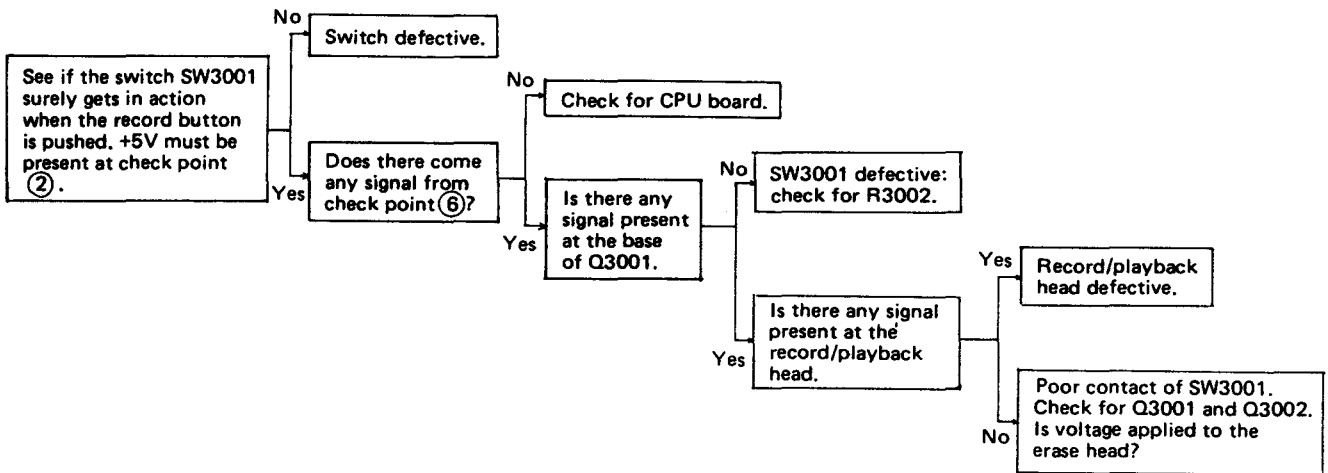 See if the switch SW3001
surely gets in action
when the record button
is pushed. +5V must be
present at check point
②.
No
Switch defective.
Yes
Does there come
any signal from
check point ⑥?
No
Check for CPU board.
Yes
Is there any
signal present
at the base
of Q3001.
No
SW3001 defective:
check for R3002.
Yes
Is there any signal
present at the
record/playback
head.
Yes
Record/playback
head defective.
No
Poor contact of SW3001.
Check for Q3001 and Q3002.
Is voltage applied to the
erase head?